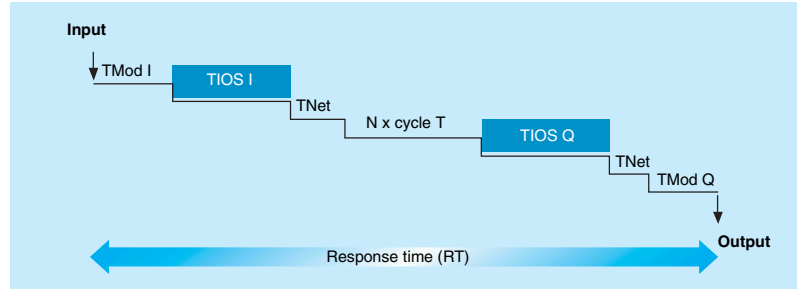 Input
TMod I
TIOS I
TNet
N x cycle T
TIOS Q
TNet
TMod Q
Output
Response time (RT)